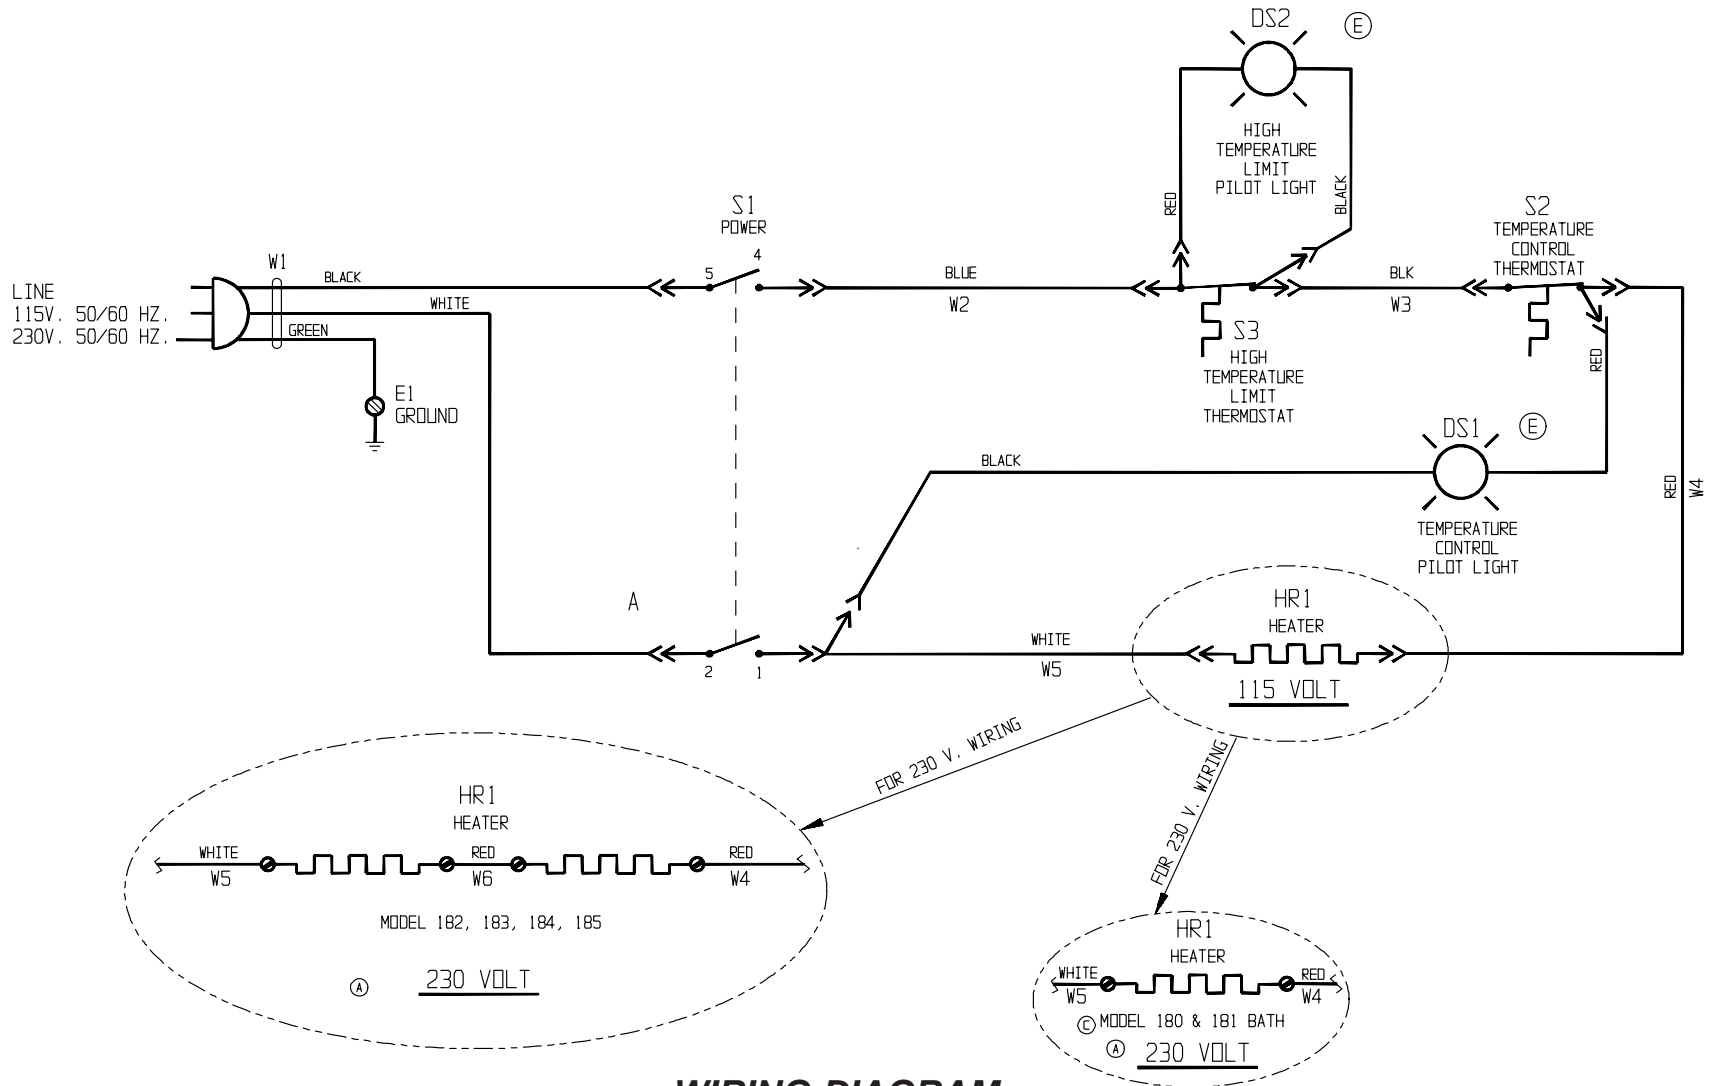 DS2
E
HIGH
TEMPERATURE
LIMIT
PILOT LIGHT
RED
BLACK
S1
POWER
S2
TEMPERATURE
CONTROL
THERMOSTAT
W1
BLACK
5
4
BLUE
W2
BLK
W3
LINE
115V. 50/60 HZ.
230V. 50/60 HZ.
WHITE
GREEN
S3
HIGH
TEMPERATURE
LIMIT
THERMOSTAT
RED
E1
GROUND
DS1
E
BLACK
RED
W4
TEMPERATURE
CONTROL
PILOT LIGHT
A
HR1
HEATER
WHITE
W5
2
1
115 VOLT
FOR 230 V. WIRING
FOR 230 V. WIRING
HR1
HEATER
WHITE
W5
RED
W6
RED
W4
MODEL 182, 183, 184, 185
A
230 VOLT
HR1
HEATER
WHITE
W5
RED
W4
C
MODEL 180 & 181 BATH
A
230 VOLT
WIRING DIAGRAM